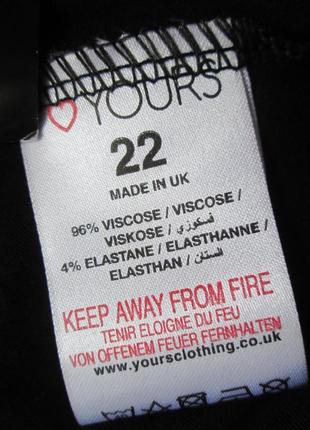 YOURS
22
MADE IN UK
96% VISCOSE / VISCOSE /
VISKOSE / فسكوزي /
4% ELASTANE / ELASTHANNE /
ELASTHAN / الستان /
KEEP AWAY FROM FIRE
TENIR ELOIGNE DU FEU
VON OFFENEM FEUER FERNHALTEN
www.yoursclothing.co.uk